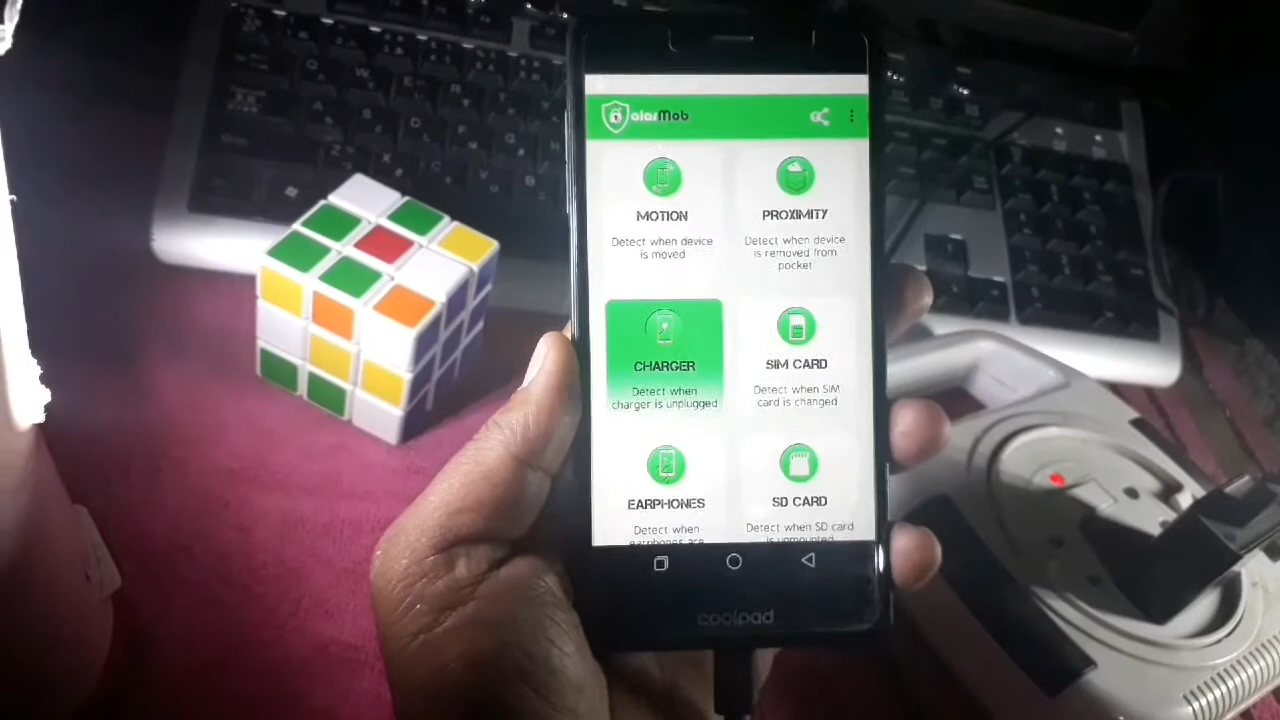 alarMob
MOTION
Detect when device
is moved
PROXIMITY
Detect when device
is removed from
pocket
CHARGER
Detect when
charger is unplugged
SIM CARD
Detect when SIM
card is changed
EARPHONES
Detect when
earphones are
SD CARD
Detect when SD card
is unmounted
coolpad